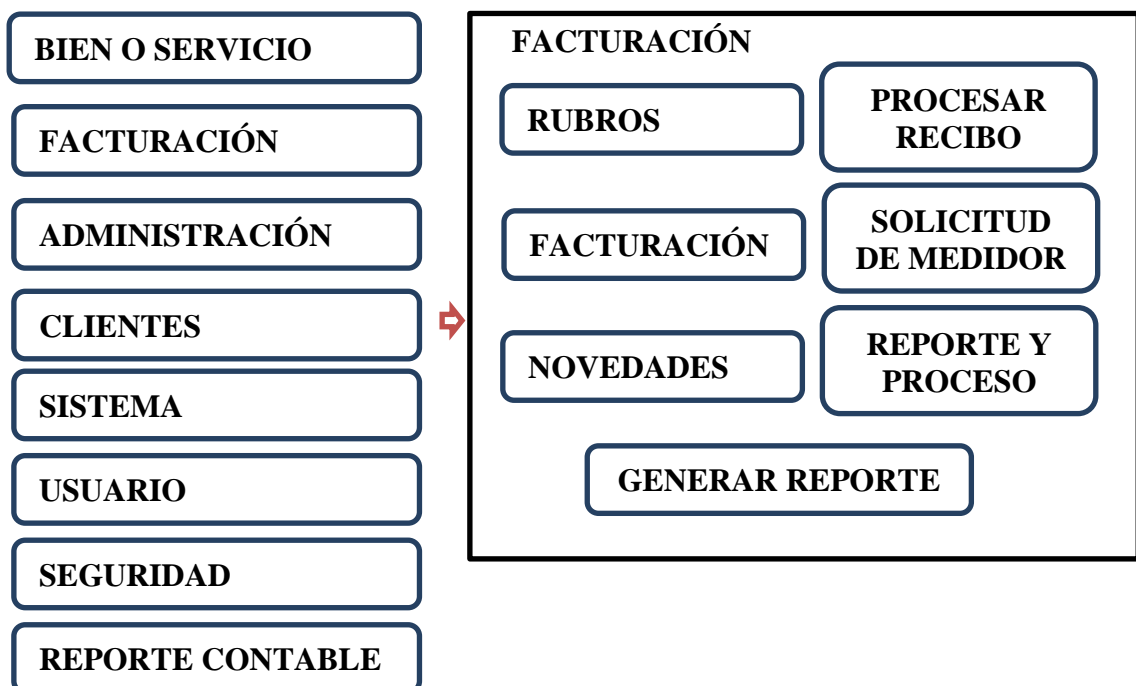 BIEN O SERVICIO
FACTURACIÓN
ADMINISTRACIÓN
CLIENTES
SISTEMA
USUARIO
SEGURIDAD
REPORTE CONTABLE
FACTURACIÓN
RUBROS
PROCESAR
RECIBO
FACTURACIÓN
SOLICITUD
DE MEDIDOR
NOVEDADES
REPORTE Y
PROCESO
GENERAR REPORTE